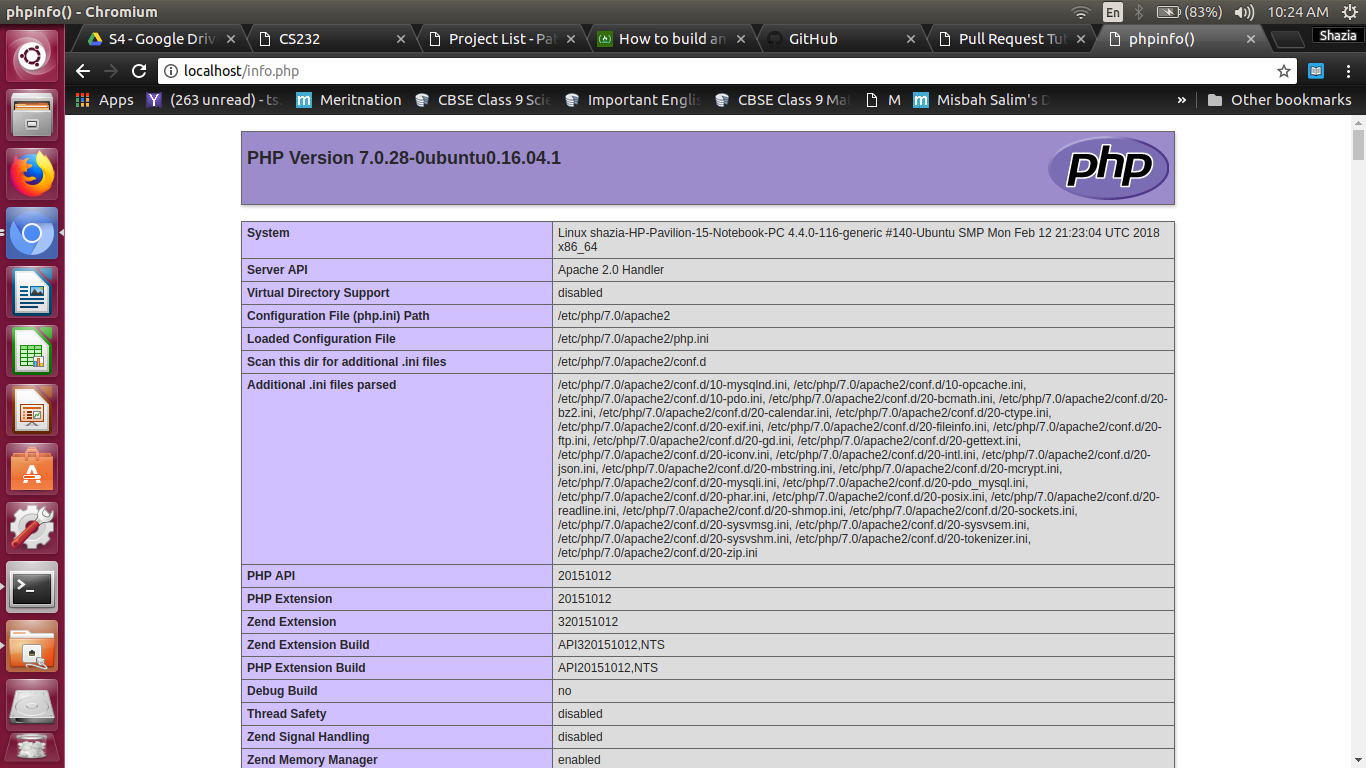 phpinfo() - Chromium
En
(83%)
10:24 AM
S4 - Google Driv
CS232
Project List - Pat
How to build an
GitHub
Pull Request Tut
phpinfo()
Shazia
localhost/info.php
Apps
(263 unread) - ts.
Meritnation
CBSE Class 9 Scie
Important Englis
CBSE Class 9 Mat
M
Misbah Salim's D
»
Other bookmarks
PHP Version 7.0.28-0ubuntu0.16.04.1
php
System
Linux shazia-HP-Pavilion-15-Notebook-PC 4.4.0-116-generic #140-Ubuntu SMP Mon Feb 12 21:23:04 UTC 2018
x86_64
Server API
Apache 2.0 Handler
Virtual Directory Support
disabled
Configuration File (php.ini) Path
/etc/php/7.0/apache2
Loaded Configuration File
/etc/php/7.0/apache2/php.ini
Scan this dir for additional .ini files
/etc/php/7.0/apache2/conf.d
Additional .ini files parsed
/etc/php/7.0/apache2/conf.d/10-mysqlnd.ini, /etc/php/7.0/apache2/conf.d/10-opcache.ini,
/etc/php/7.0/apache2/conf.d/10-pdo.ini, /etc/php/7.0/apache2/conf.d/20-bcmath.ini, /etc/php/7.0/apache2/conf.d/20-
bz2.ini, /etc/php/7.0/apache2/conf.d/20-calendar.ini, /etc/php/7.0/apache2/conf.d/20-ctype.ini,
/etc/php/7.0/apache2/conf.d/20-exif.ini, /etc/php/7.0/apache2/conf.d/20-fileinfo.ini, /etc/php/7.0/apache2/conf.d/20-
ftp.ini, /etc/php/7.0/apache2/conf.d/20-gd.ini, /etc/php/7.0/apache2/conf.d/20-gettext.ini,
/etc/php/7.0/apache2/conf.d/20-iconv.ini, /etc/php/7.0/apache2/conf.d/20-intl.ini, /etc/php/7.0/apache2/conf.d/20-
json.ini, /etc/php/7.0/apache2/conf.d/20-mbstring.ini, /etc/php/7.0/apache2/conf.d/20-mcrypt.ini,
/etc/php/7.0/apache2/conf.d/20-mysqli.ini, /etc/php/7.0/apache2/conf.d/20-pdo_mysql.ini,
/etc/php/7.0/apache2/conf.d/20-phar.ini, /etc/php/7.0/apache2/conf.d/20-posix.ini, /etc/php/7.0/apache2/conf.d/20-
readline.ini, /etc/php/7.0/apache2/conf.d/20-shmop.ini, /etc/php/7.0/apache2/conf.d/20-sockets.ini,
/etc/php/7.0/apache2/conf.d/20-sysvmsg.ini, /etc/php/7.0/apache2/conf.d/20-sysvsem.ini,
/etc/php/7.0/apache2/conf.d/20-sysvshm.ini, /etc/php/7.0/apache2/conf.d/20-tokenizer.ini,
/etc/php/7.0/apache2/conf.d/20-zip.ini
PHP API
20151012
PHP Extension
20151012
Zend Extension
320151012
Zend Extension Build
API320151012,NTS
PHP Extension Build
API20151012,NTS
Debug Build
no
Thread Safety
disabled
Zend Signal Handling
disabled
Zend Memory Manager
enabled